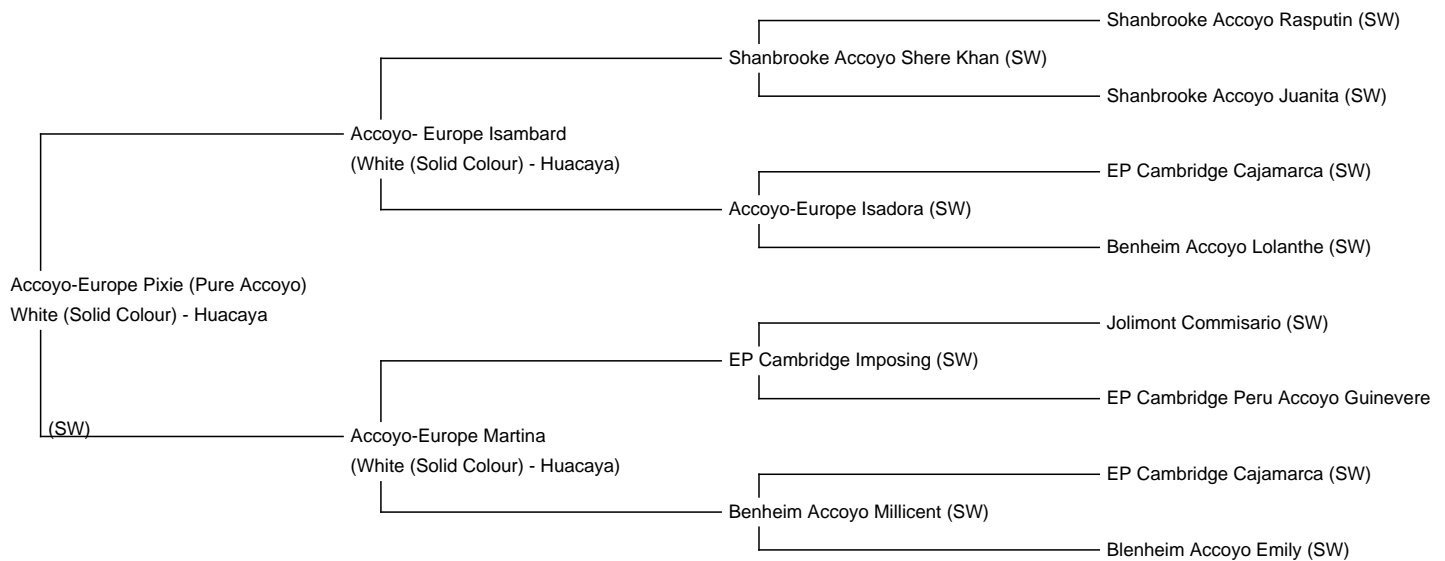 Shanbrooke Accoyo Rasputin (SW)
Shanbrooke Accoyo Shere Khan (SW)
Shanbrooke Accoyo Juanita (SW)
Accoyo- Europe Isambard
(White (Solid Colour) - Huacaya)
EP Cambridge Cajamarca (SW)
Accoyo-Europe Isadora (SW)
Benheim Accoyo Lolanthe (SW)
Accoyo-Europe Pixie (Pure Accoyo)
White (Solid Colour) - Huacaya
Jolimont Commisario (SW)
EP Cambridge Imposing (SW)
EP Cambridge Peru Accoyo Guinevere
(SW)
Accoyo-Europe Martina
(White (Solid Colour) - Huacaya)
EP Cambridge Cajamarca (SW)
Benheim Accoyo Millicent (SW)
Blenheim Accoyo Emily (SW)